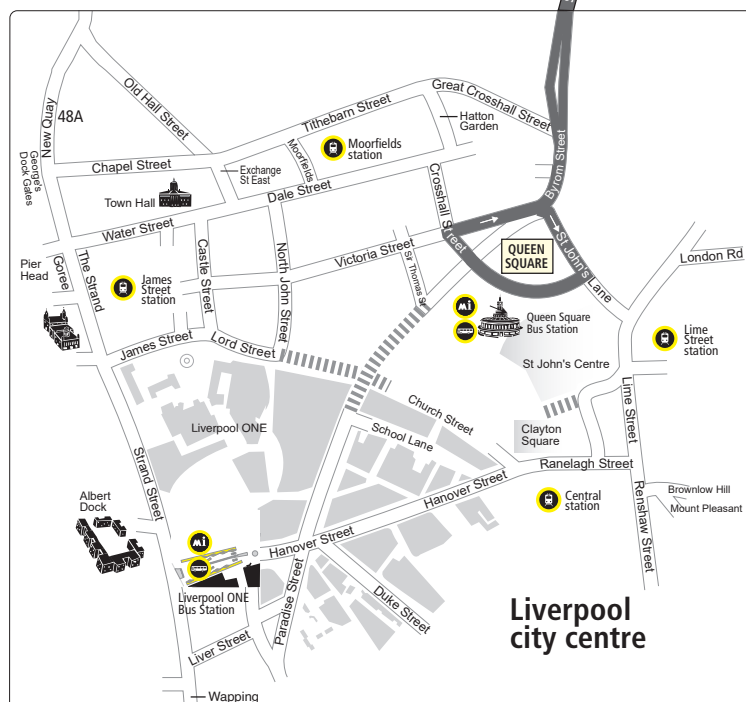 Old Hall Street
New Quay
48A
Tithebarn Street
Great Crosshall Street
Hatton
Garden
George's
Dock Gates
Chapel Street
Exchange
St East
Moorfields
Moorfields
station
Dale Street
Crosshall Street
Byrom Street
Town Hall
Water Street
Castle Street
North John Street
Victoria Street
Sir Thomas St
QUEEN
SQUARE
St John's Lane
London Rd
Pier
Head
Goree
The Strand
James
Street
station
Mi
Queen Square
Bus Station
Lime
Street
station
James Street
Lord Street
St John's Centre
Lime Street
Liverpool ONE
Church Street
School Lane
Clayton
Square
Ranelagh Street
Strand Street
Hanover Street
Central
station
Brownlow Hill
Mount Pleasant
Renshaw Street
Albert
Dock
Mi
Hanover Street
Liverpool ONE
Bus Station
Paradise Street
Duke Street
Liver Street
Wapping
Liverpool
city centre